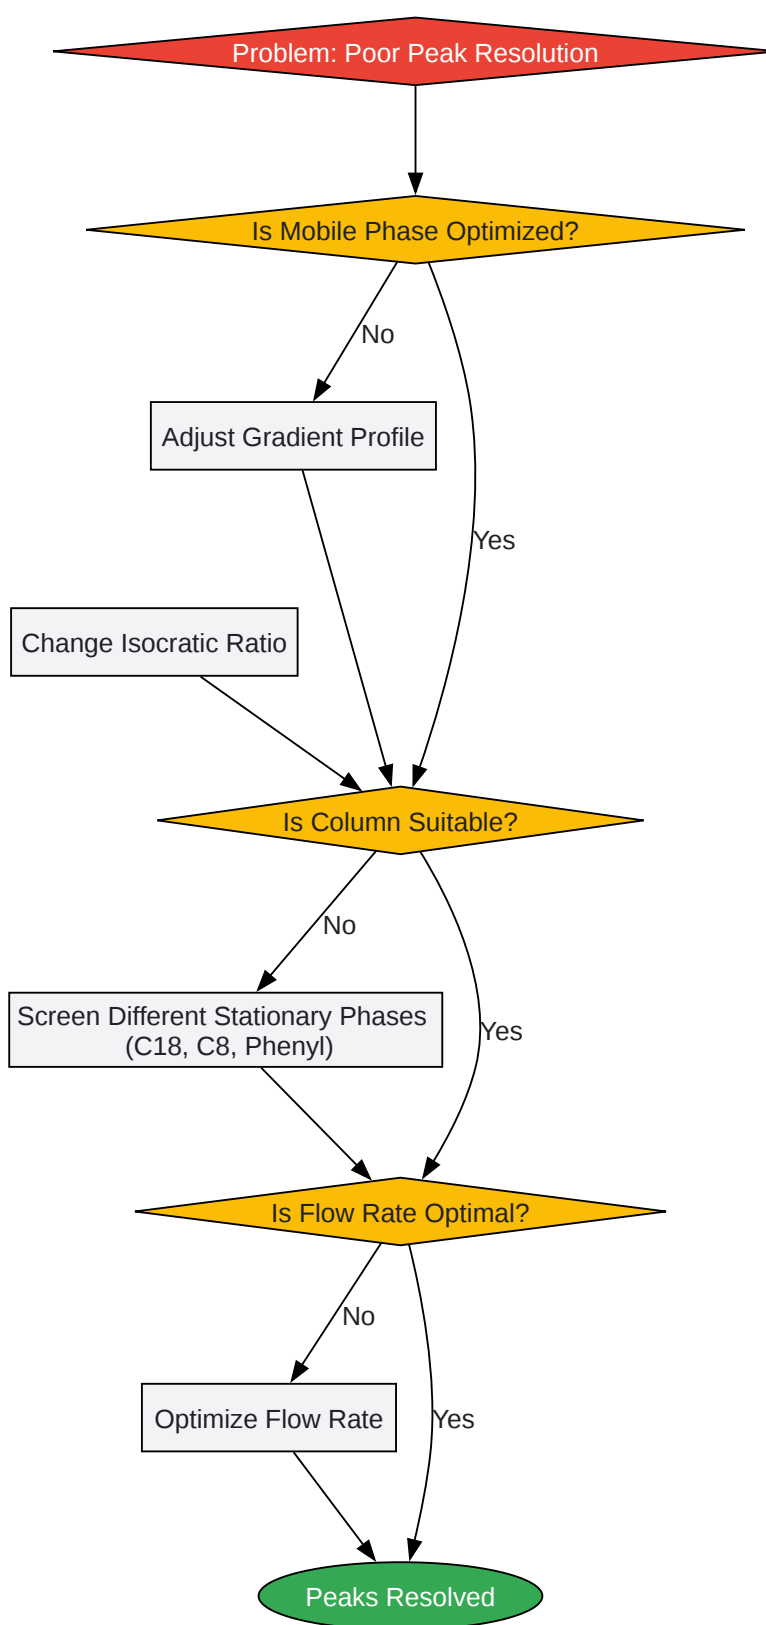 Problem: Poor Peak Resolution
Is Mobile Phase Optimized?
No
Adjust Gradient Profile
Yes
Change Isocratic Ratio
Is Column Suitable?
No
Screen Different Stationary Phases
(C18, C8, Phenyl)
Yes
Is Flow Rate Optimal?
No
Optimize Flow Rate
Yes
Peaks Resolved